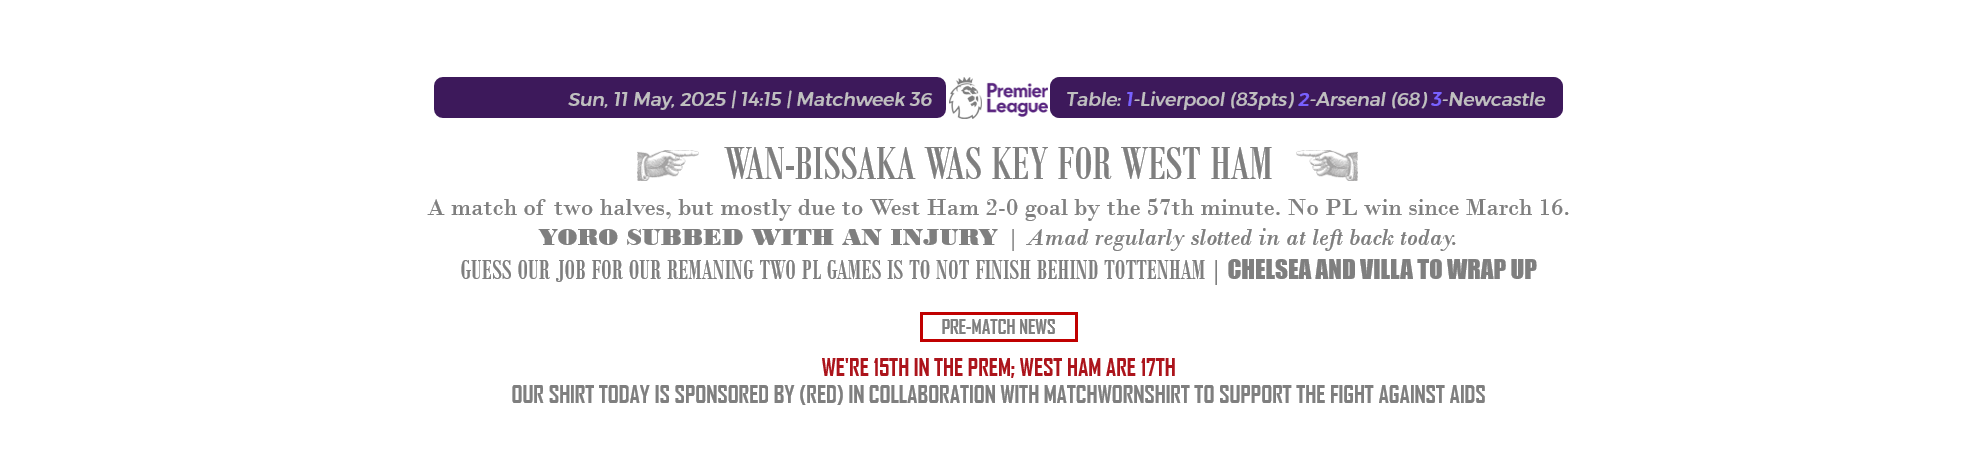 Sun, 11 May, 2025 | 14:15 | Matchweek 36
Premier
League
Table: 1-Liverpool (83pts) 2-Arsenal (68) 3-Newcastle
WAN-BISSAKA WAS KEY FOR WEST HAM
A match of two halves, but mostly due to West Ham 2-0 goal by the 57th minute. No PL win since March 16.
YORO SUBBED WITH AN INJURY | Amad regularly slotted in at left back today.
GUESS OUR JOB FOR OUR REMANING TWO PL GAMES IS TO NOT FINISH BEHIND TOTTENHAM | CHELSEA AND VILLA TO WRAP UP
PRE-MATCH NEWS
WE'RE 15TH IN THE PREM; WEST HAM ARE 17TH
OUR SHIRT TODAY IS SPONSORED BY (RED) IN COLLABORATION WITH MATCHWORNSHIRT TO SUPPORT THE FIGHT AGAINST AIDS